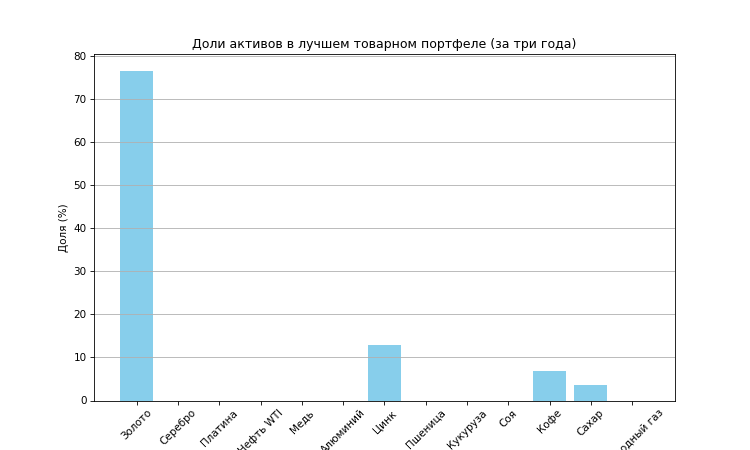 Доли активов в лучшем товарном портфеле (за три года)
Доля (%)
80
70
60
50
40
30
20
10
0
Золото
Серебро
Платина
Нефть WTI
Медь
Алюминий
Цинк
Пшеница
Кукуруза
Соя
Кофе
Сахар
газ